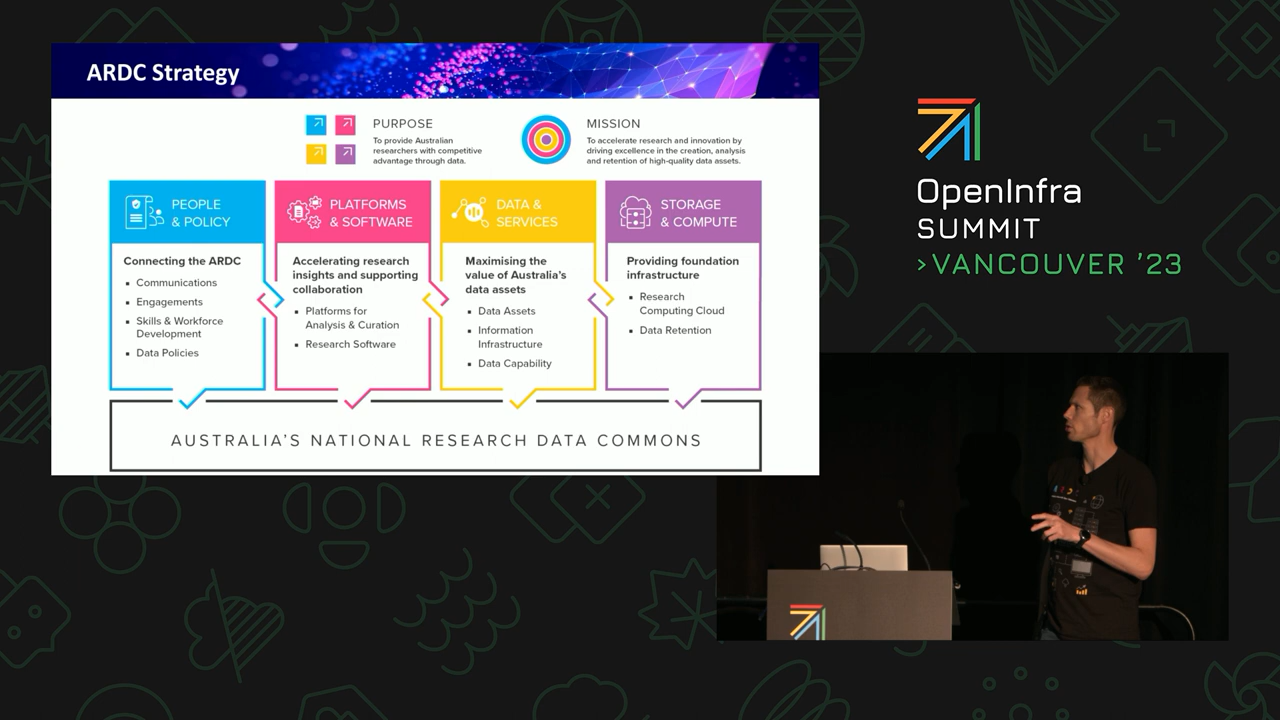 ARDC Strategy
PURPOSE
To provide Australian
researchers with competitive
advantage through data.
MISSION
To accelerate research and innovation by
driving excellence in the creation, analysis
and retention of high-quality data assets.
PEOPLE
& POLICY
Connecting the ARDC
▪ Communications
▪ Engagements
▪ Skills & Workforce
Development
▪ Data Policies
PLATFORMS
& SOFTWARE
Accelerating research
insights and supporting
collaboration
▪ Platforms for
Analysis & Curation
▪ Research Software
DATA &
SERVICES
Maximising the
value of Australia's
data assets
▪ Data Assets
▪ Information
Infrastructure
▪ Data Capability
STORAGE
& COMPUTE
Providing foundation
infrastructure
▪ Research
Computing Cloud
▪ Data Retention
AUSTRALIA'S NATIONAL RESEARCH DATA COMMONS
OpenInfra
SUMMIT
>VANCOUVER '23